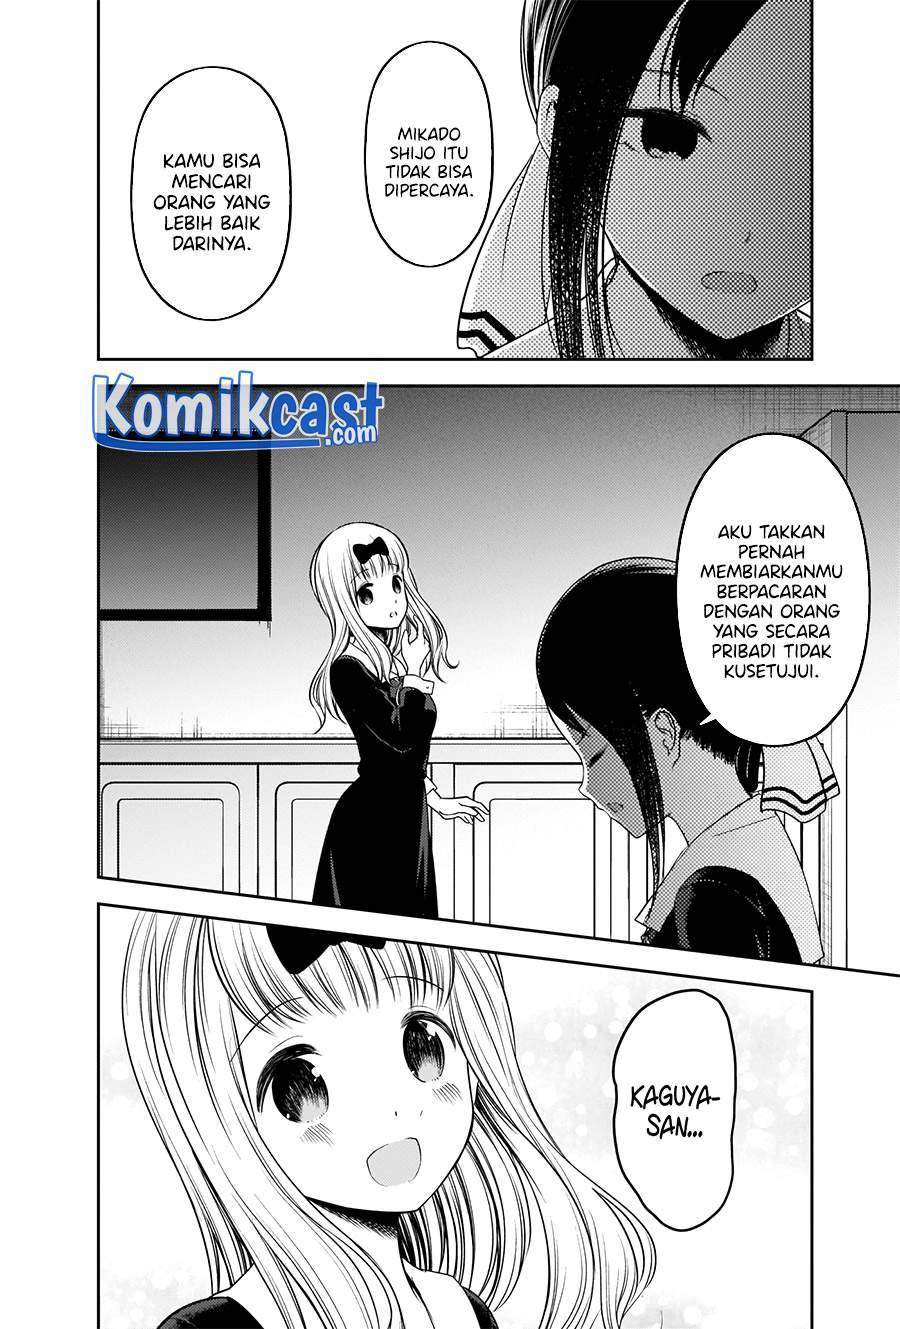 MIKADO
SHIJO ITU
TIDAK BISA
DIPERCAYA.
KAMU BISA
MENCARI
ORANG YANG
LEBIH BAIK
DARINYA.
Komikcast
.com
AKU TAKKAN
PERNAH
MEMBIARKANMU
BERPACARAN
DENGAN ORANG
YANG SECARA
PRIBADI TIDAK
KUSETUJUI.
KAGUYA-
SAN...